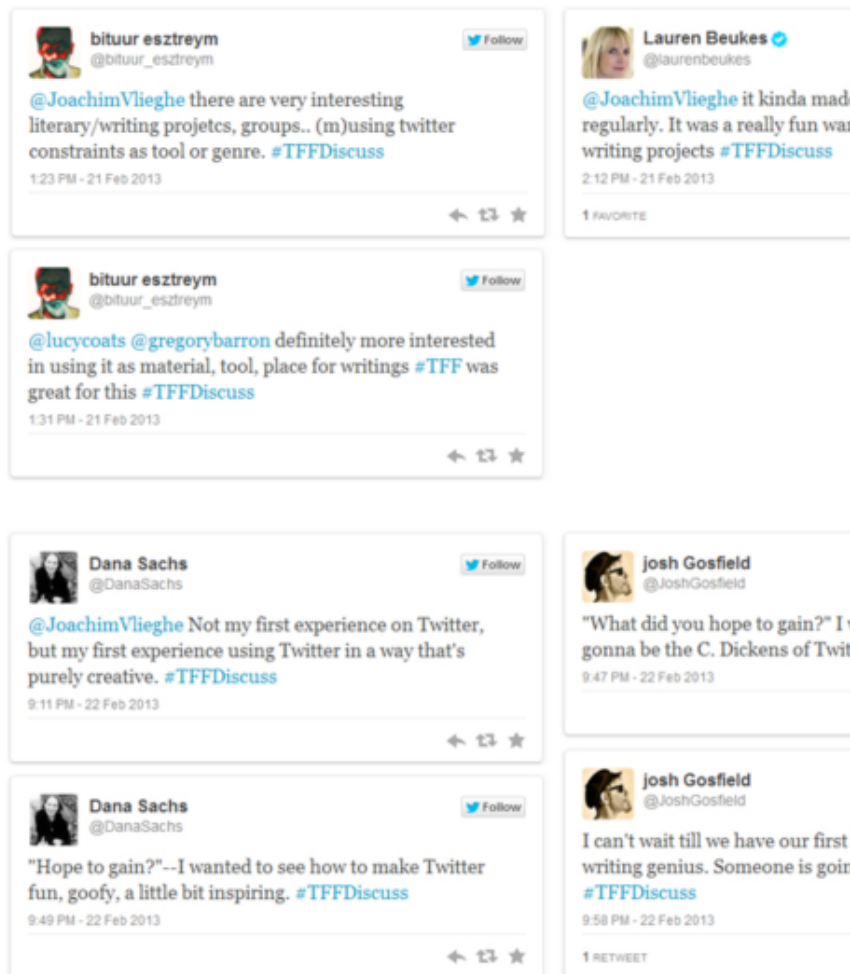 bituur esztreym
@bituur_esztreym
Follow
@JoachimVlieghe there are very interesting
literary/writing projetcs, groups.. (m)using twitter
constraints as tool or genre. #TFFDiscuss
1:23 PM - 21 Feb 2013
Lauren Beukes
@laurenbeukes
@JoachimVlieghe it kinda made
regularly. It was a really fun
writing projects #TFFDiscuss
2:12 PM - 21 Feb 2013
1 FAVORITE
bituur esztreym
@bituur_esztreym
Follow
@lucycoats @gregorybarron definitely more interested
in using it as material, tool, place for writings #TFF was
great for this #TFFDiscuss
1:31 PM - 21 Feb 2013
Dana Sachs
@DanaSachs
Follow
@JoachimVlieghe Not my first experience on Twitter,
but my first experience using Twitter in a way that's
purely creative. #TFFDiscuss
9:11 PM - 22 Feb 2013
josh Gosfield
@JoshGosfield
"What did you hope to gain?" I
gonna be the C. Dickens of
9:47 PM - 22 Feb 2013
Dana Sachs
@DanaSachs
Follow
"Hope to gain?"--I wanted to see how to make Twitter
fun, goofy, a little bit inspiring. #TFFDiscuss
9:49 PM - 22 Feb 2013
josh Gosfield
@JoshGosfield
I can't wait till we have our first
writing genius. Someone is
#TFFDiscuss
9:58 PM - 22 Feb 2013
1 RETWEET